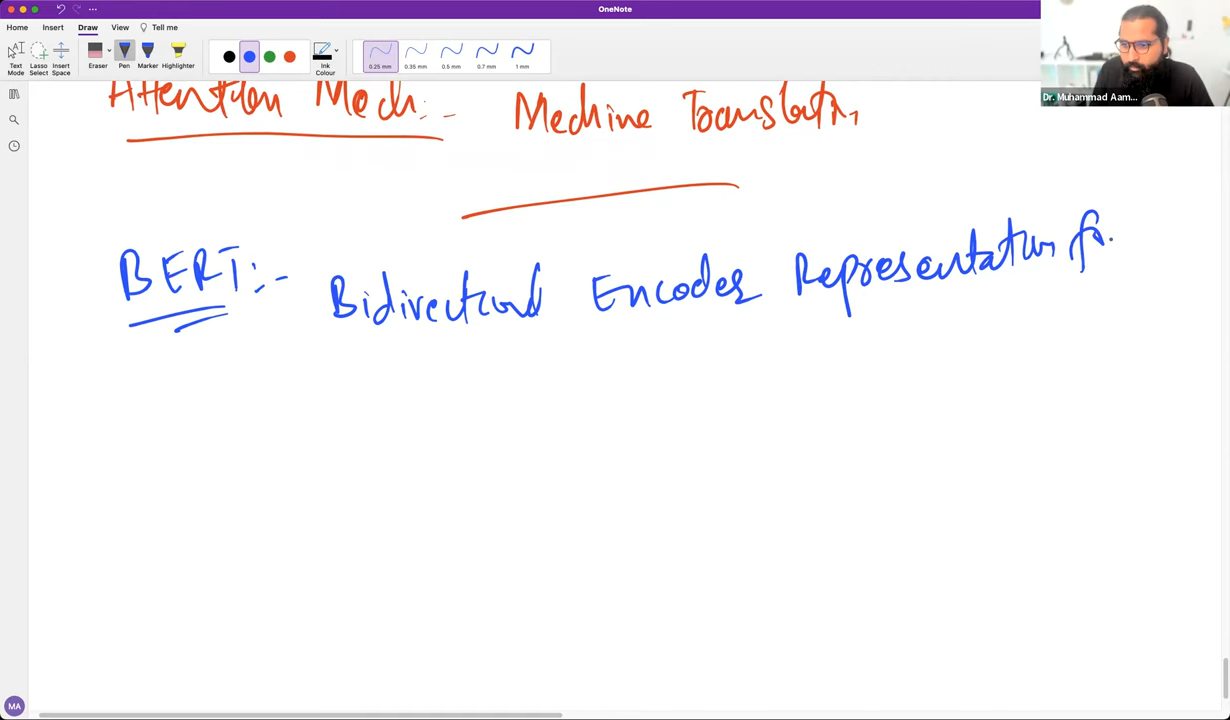 OneNote
Home Insert Draw View Tell me
Text Mode Lasso Select Insert Space Eraser Pen Marker Highlighter Ink Colour 0.25 mm 0.35 mm 0.5 mm 0.7 mm 1 mm
Dr. Muhammad Aam...
Attention Mech:- Machine Translation
BERT:- Bidirectional Encoder Representation fr
MA